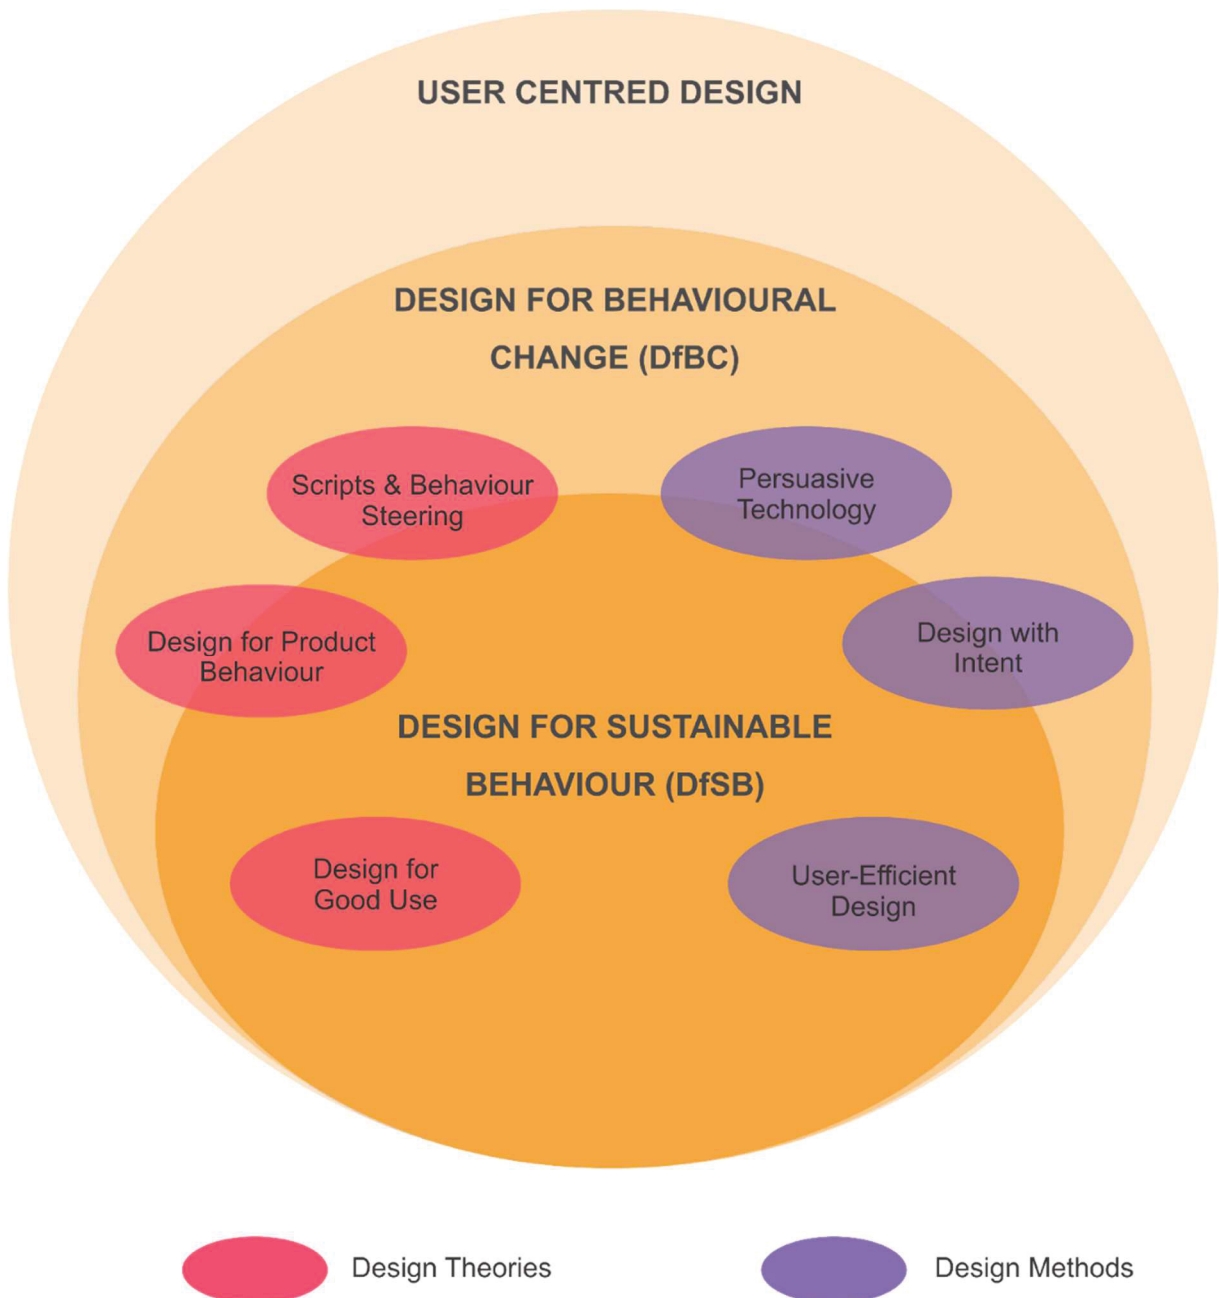 USER CENTRED DESIGN
DESIGN FOR BEHAVIOURAL
CHANGE (DfBC)
Scripts & Behaviour
Steering
Persuasive
Technology
Design for Product
Behaviour
Design with
Intent
DESIGN FOR SUSTAINABLE
BEHAVIOUR (DfSB)
Design for
Good Use
User-Efficient
Design
Design Theories
Design Methods